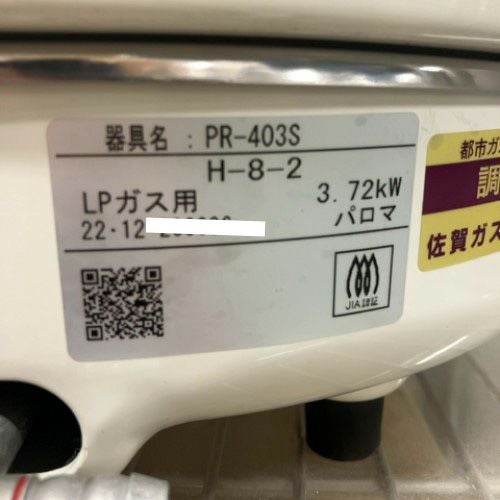 器具名 : PR-403S
H-8-2
LPガス用 3.72kW
22・12 パロマ
JIA認証
都市ガ
調
佐賀ガス